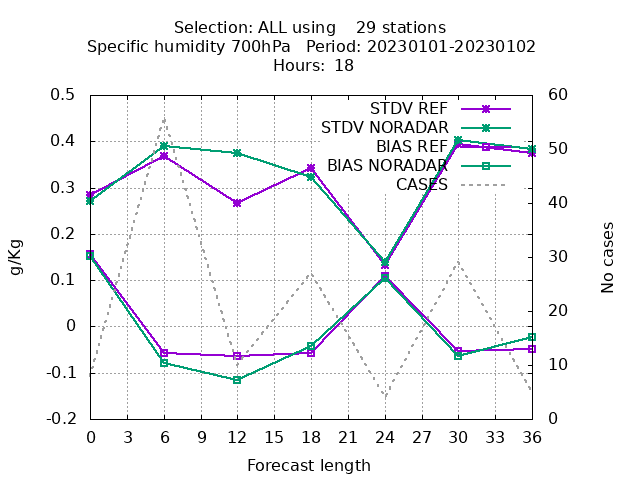 Selection: ALL using    29 stations
Specific humidity 700hPa   Period: 20230101-20230102
Hours:  18
STDV REF
STDV NORADAR
BIAS REF
BIAS NORADAR
CASES
g/Kg
0.5
0.4
0.3
0.2
0.1
0
-0.1
-0.2
60
50
40
30
20
10
0
No cases
0 3 6 9 12 15 18 21 24 27 30 33 36
Forecast length